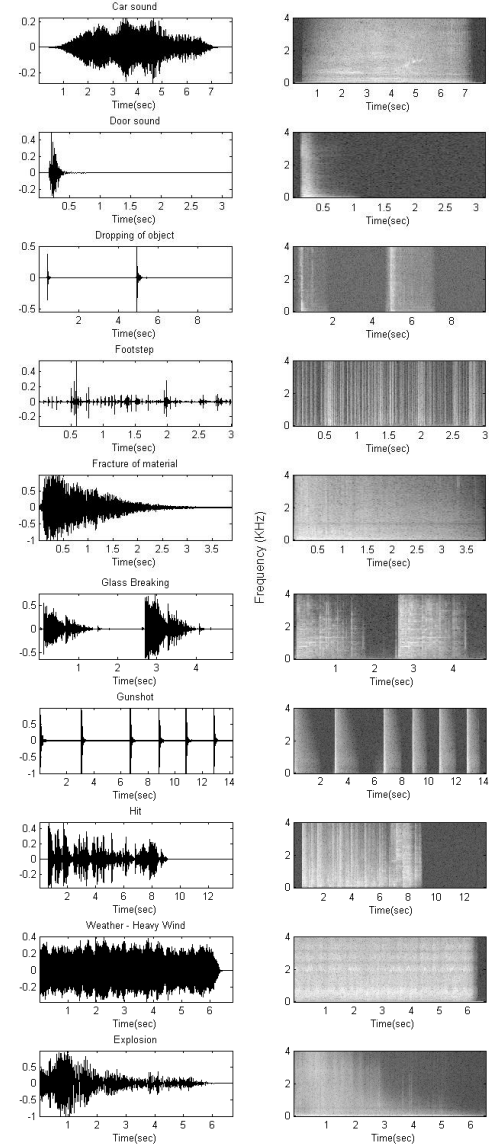 Car sound
0.2
0
-0.2
1 2 3 4 5 6 7
Time(sec)
4
2
0
1 2 3 4 5 6 7
Time(sec)
Door sound
0.4
0.2
0
-0.2
0.5 1 1.5 2 2.5 3
Time(sec)
4
2
0
0.5 1 1.5 2 2.5 3
Time(sec)
Dropping of object
0.5
0
0.5
2 4 6 8
Time(sec)
4
2
0
2 4 6 8
Time(sec)
Footstep
0.4
0.2
0
-0.2
0.5 1 1.5 2 2.5 3
Time(sec)
4
2
0
0.5 1 1.5 2 2.5 3
Time(sec)
Fracture of material
0.5
0
-0.5
-1
0.5 1 1.5 2 2.5 3 3.5
Time(sec)
4
2
0
0.5 1 1.5 2 2.5 3 3.5
Time(sec)
Frequency (KHz)
Glass Breaking
0.5
0
-0.5
1 2 3 4
Time(sec)
4
2
0
1 2 3 4
Time(sec)
Gunshot
0.5
0
-0.5
-1
2 4 6 8 10 12 14
Time(sec)
4
2
0
2 4 6 8 10 12 14
Time(sec)
Hit
0.4
0.2
0
-0.2
2 4 6 8 10 12
Time(sec)
4
2
0
2 4 6 8 10 12
Time(sec)
Weather - Heavy Wind
0.4
0.2
0
-0.2
1 2 3 4 5 6
Time(sec)
4
2
0
1 2 3 4 5 6
Time(sec)
Explosion
0.5
0
-0.5
-1
1 2 3 4 5 6
Time(sec)
4
2
0
1 2 3 4 5 6
Time(sec)